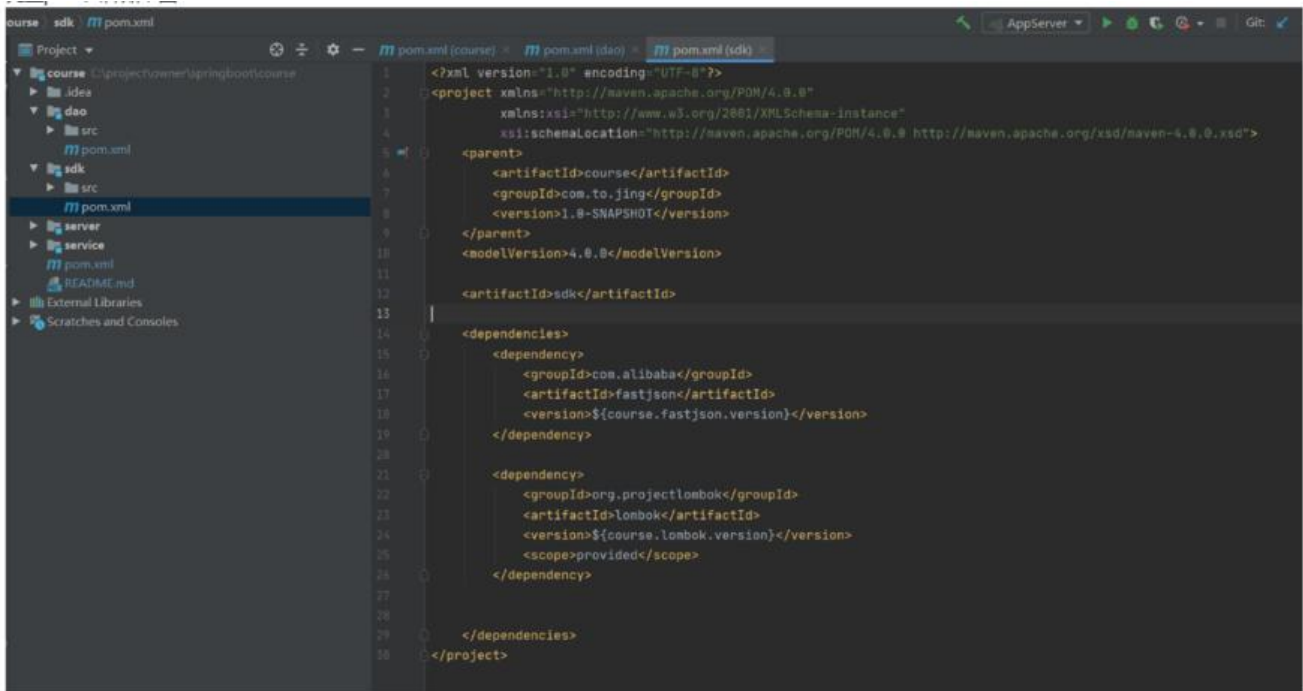 ourse sdk m pom.xml
AppServer
Git:
Project
m pom.xml (course)
m pom.xml (dao)
m pom.xml (sdk)
course C:\project\owner\springboot\course
.idea
dao
src
m pom.xml
sdk
src
m pom.xml
server
service
m pom.xml
README.md
External Libraries
Scratches and Consoles
1 <?xml version="1.0" encoding="UTF-8"?>
2 <project xmlns="http://maven.apache.org/POM/4.0.0"
3 xmlns:xsi="http://www.w3.org/2001/XMLSchema-instance"
4 xsi:schemaLocation="http://maven.apache.org/POM/4.0.0 http://maven.apache.org/xsd/maven-4.0.0.xsd">
5 <parent>
6 <artifactId>course</artifactId>
7 <groupId>com.to.jing</groupId>
8 <version>1.0-SNAPSHOT</version>
9 </parent>
10 <modelVersion>4.0.0</modelVersion>
11
12 <artifactId>sdk</artifactId>
13
14 <dependencies>
15 <dependency>
16 <groupId>com.alibaba</groupId>
17 <artifactId>fastjson</artifactId>
18 <version>${course.fastjson.version}</version>
19 </dependency>
20
21 <dependency>
22 <groupId>org.projectlombok</groupId>
23 <artifactId>lombok</artifactId>
24 <version>${course.lombok.version}</version>
25 <scope>provided</scope>
26 </dependency>
27
28
29 </dependencies>
30 </project>